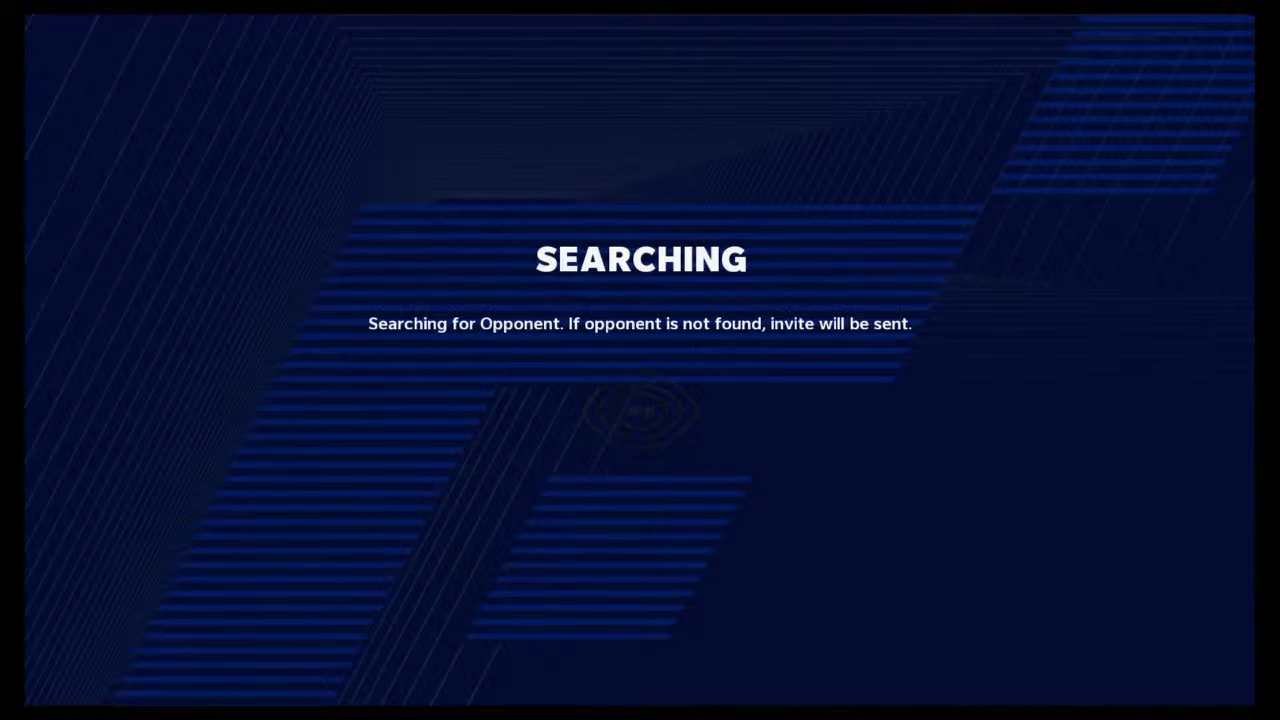 SEARCHING
Searching for Opponent. If opponent is not found, invite will be sent.